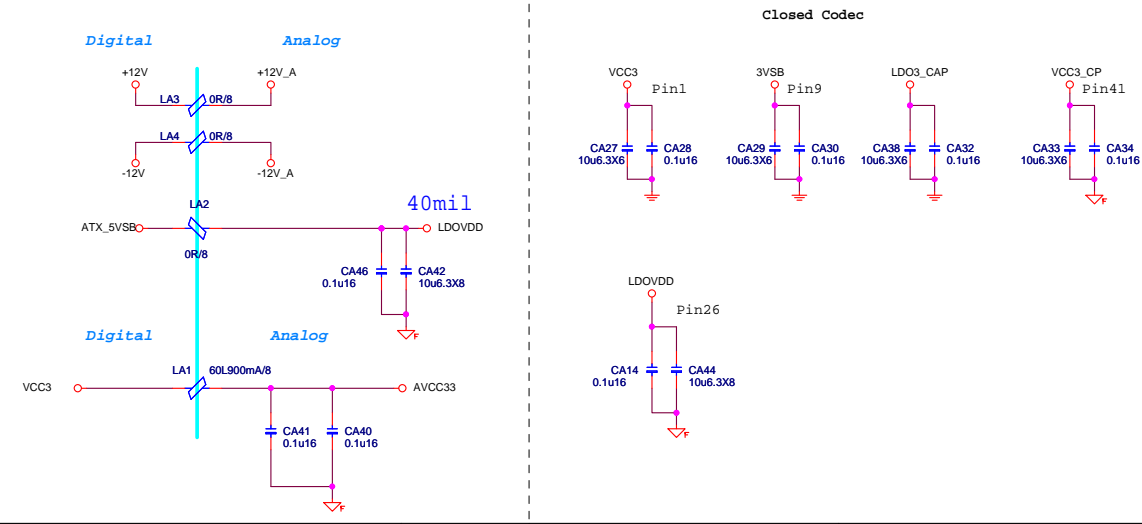 Closed Codec
Digital
Analog
+12V
+12V_A
LA3
0R/8
LA4
0R/8
-12V
-12V_A
LA2
40mil
ATX_5VSB
LDOVDD
0R/8
CA46
0.1u16
CA42
10u6.3X8
F
Digital
Analog
LA1
60L900mA/8
VCC3
AVCC33
CA41
0.1u16
CA40
0.1u16
F
VCC3
Pin1
CA27
10u6.3X6
CA28
0.1u16
3VSB
Pin9
CA29
10u6.3X6
CA30
0.1u16
LDO3_CAP
CA38
10u6.3X6
CA32
0.1u16
VCC3_CP
Pin41
CA33
10u6.3X6
CA34
0.1u16
F
LDOVDD
Pin26
CA14
0.1u16
CA44
10u6.3X8
F